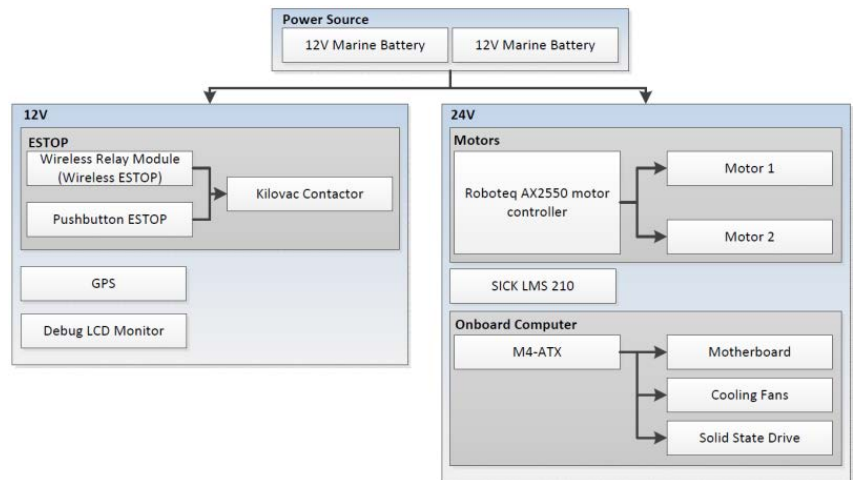 Power Source
12V Marine Battery
12V Marine Battery
12V
ESTOP
Wireless Relay Module
(Wireless ESTOP)
Kilovac Contactor
Pushbutton ESTOP
GPS
Debug LCD Monitor
24V
Motors
Roboteq AX2550 motor
controller
Motor 1
Motor 2
SICK LMS 210
Onboard Computer
M4-ATX
Motherboard
Cooling Fans
Solid State Drive